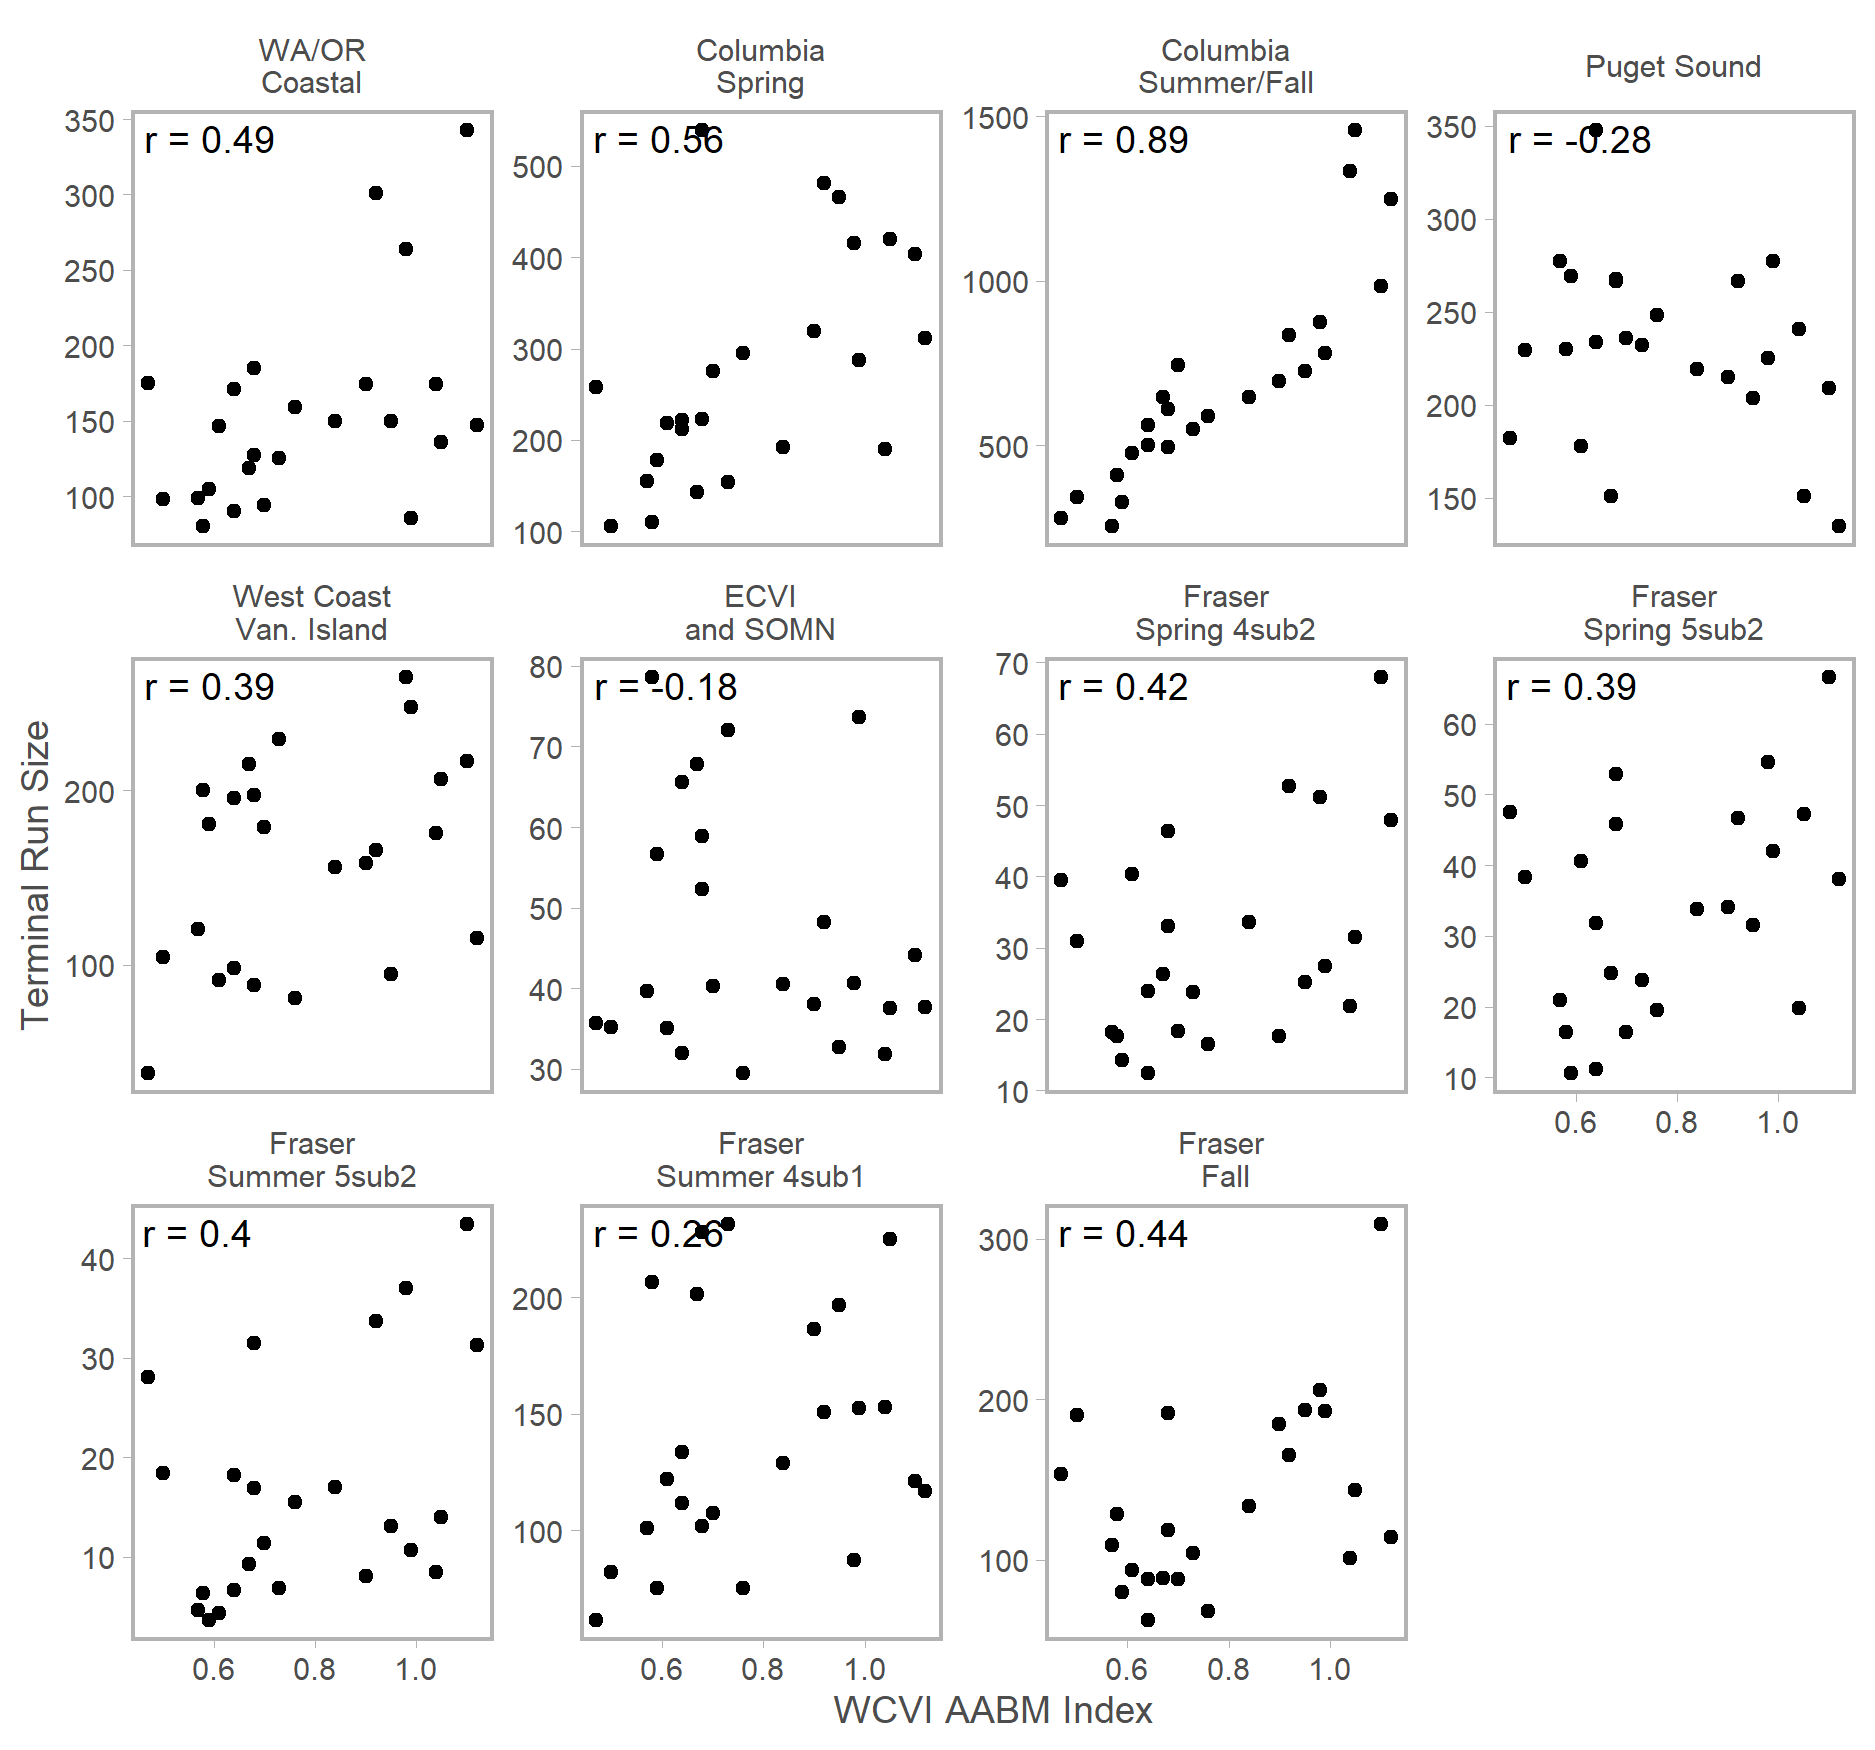 WA/OR
Coastal
Columbia
Spring
Columbia
Summer/Fall
Puget Sound
350
300
250
200
150
100
r = 0.49
500
400
300
200
100
r = 0.56
1500
1000
500
r = 0.89
350
300
250
200
150
r = -0.28
West Coast
Van. Island
ECVI
and SOMN
Fraser
Spring 4sub2
Fraser
Spring 5sub2
Terminal Run Size
200
100
r = 0.39
80
70
60
50
40
30
r = -0.18
70
60
50
40
30
20
10
r = 0.42
60
50
40
30
20
10
r = 0.39
0.6 0.8 1.0
Fraser
Summer 5sub2
Fraser
Summer 4sub1
Fraser
Fall
40
30
20
10
r = 0.4
200
150
100
r = 0.26
300
200
100
r = 0.44
0.6 0.8 1.0
0.6 0.8 1.0
0.6 0.8 1.0
WCVI AABM Index